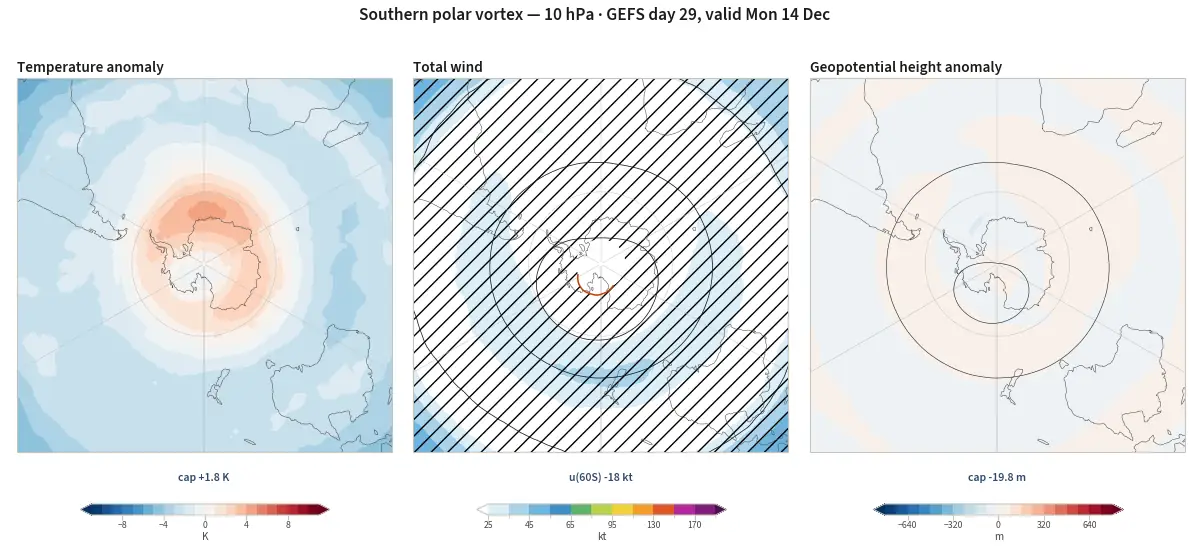 Southern polar vortex — 10 hPa · GEFS day 29, valid Mon 14 Dec
Temperature anomaly
Total wind
Geopotential height anomaly
cap +1.8 K
u(60S) -18 kt
cap -19.8 m
−8 −4 0 4 8
K
25 45 65 95 130 170
kt
−640 −320 0 320 640
m